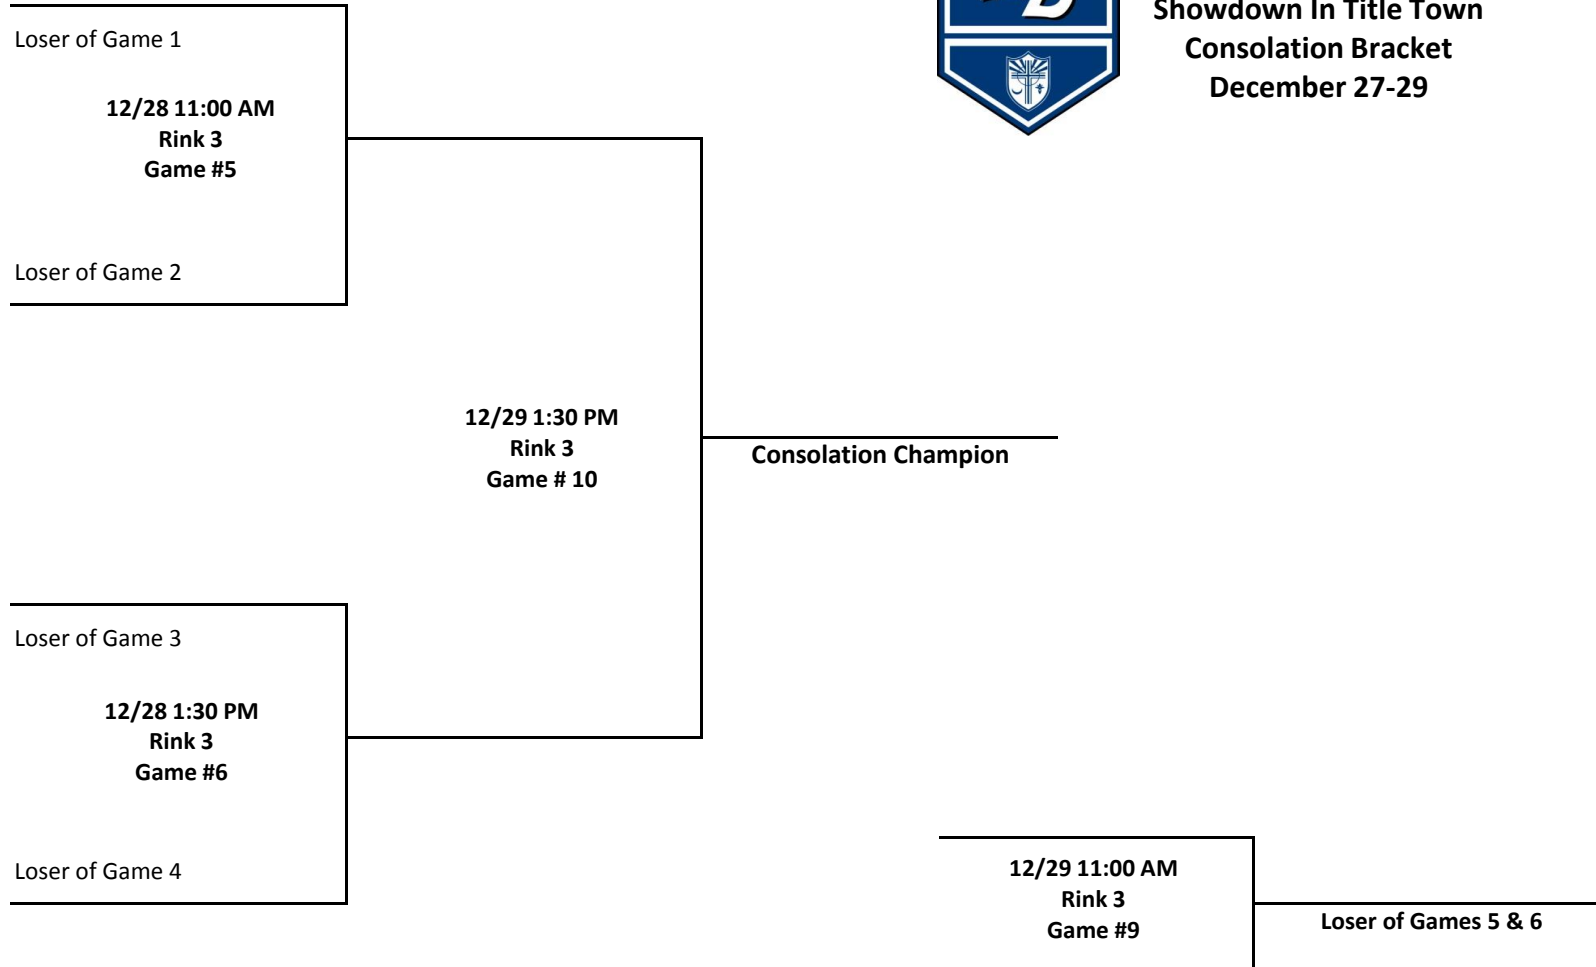 Showdown In Title Town
Consolation Bracket
December 27-29
Loser of Game 1
12/28 11:00 AM
Rink 3
Game #5
Loser of Game 2
12/29 1:30 PM
Rink 3
Game # 10
Consolation Champion
Loser of Game 3
12/28 1:30 PM
Rink 3
Game #6
Loser of Game 4
12/29 11:00 AM
Rink 3
Game #9
Loser of Games 5 & 6